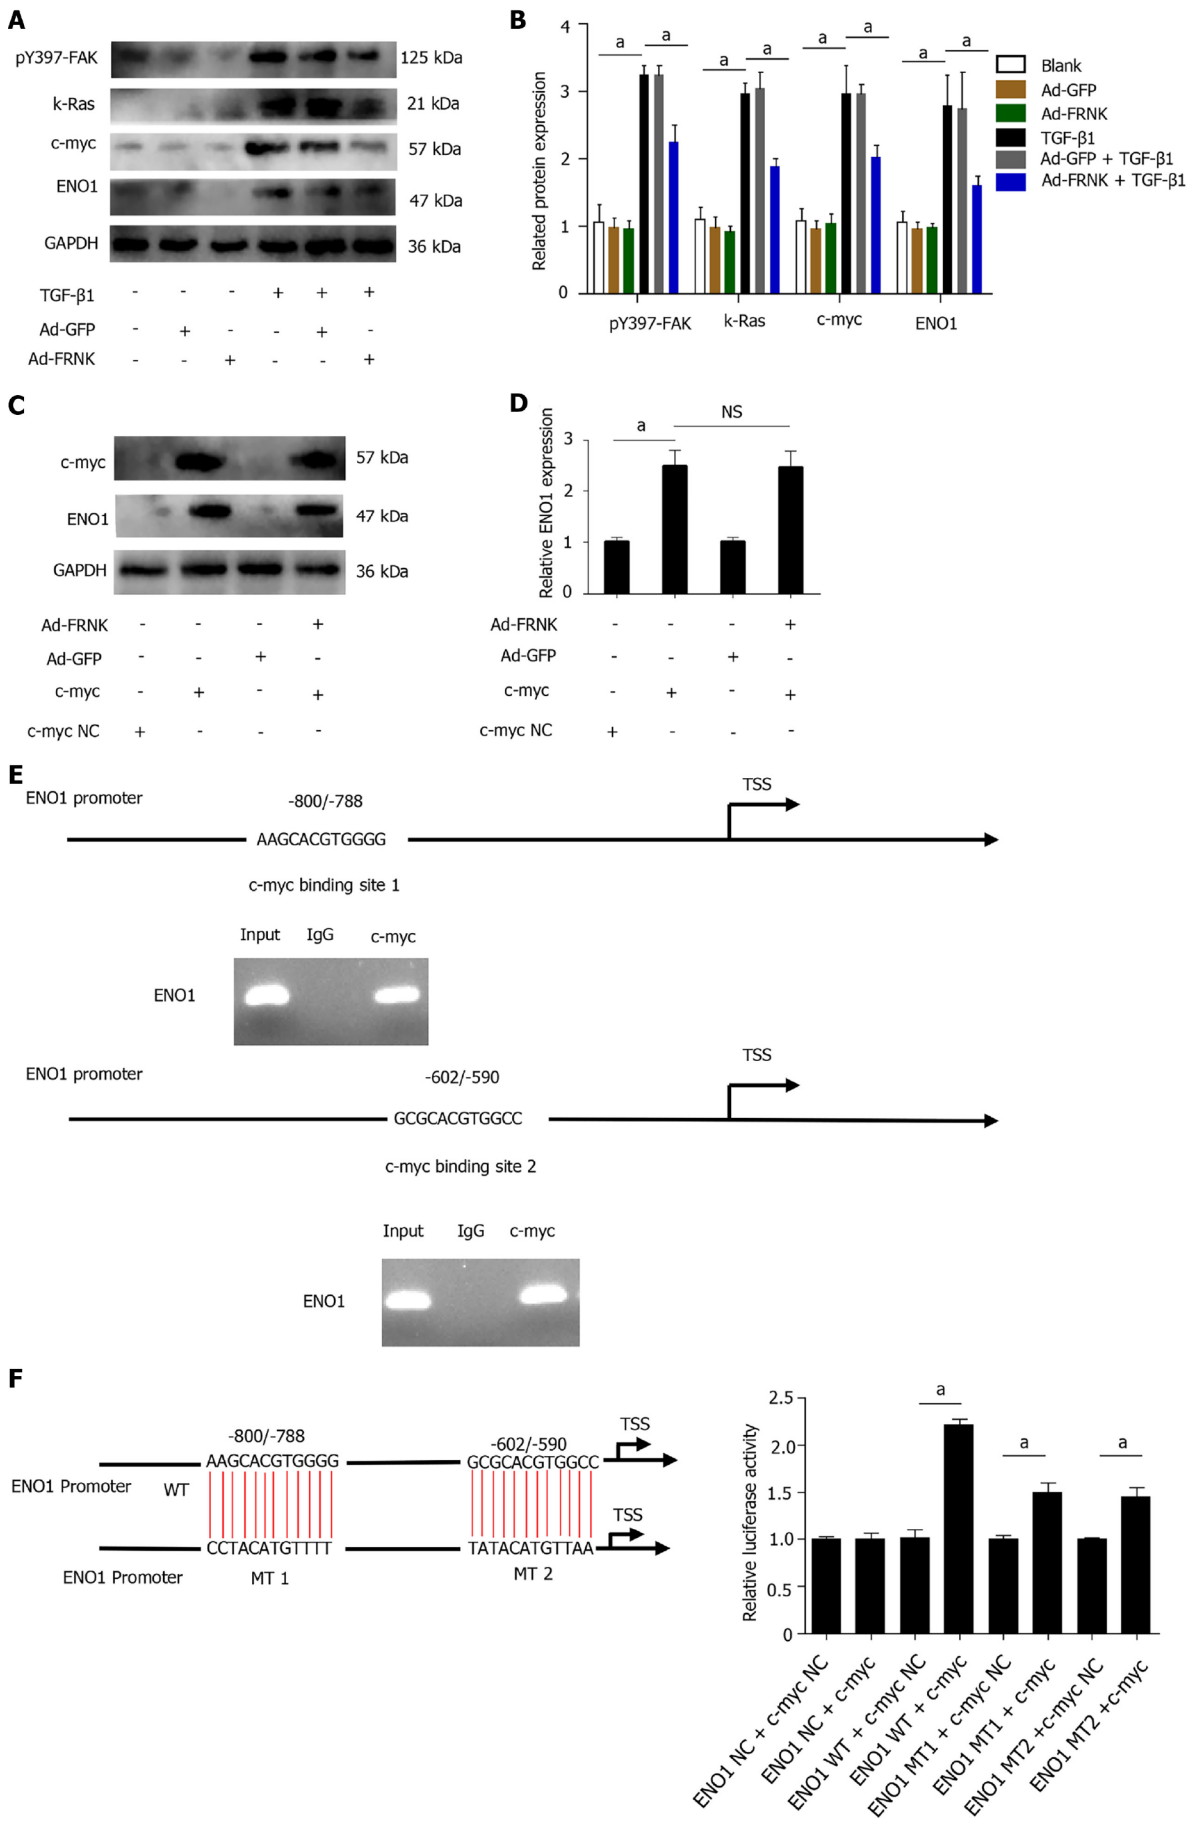 A
pY397-FAK 125 kDa
k-Ras 21 kDa
c-myc 57 kDa
ENO1 47 kDa
GAPDH 36 kDa
TGF-β1 - - - + + +
Ad-GFP - + - - + -
Ad-FRNK - - + - - +
B
Related protein expression
4
3
2
1
0
a a a a a a a a
pY397-FAK k-Ras c-myc ENO1
Blank
Ad-GFP
Ad-FRNK
TGF-β1
Ad-GFP + TGF-β1
Ad-FRNK + TGF-β1
C
c-myc 57 kDa
ENO1 47 kDa
GAPDH 36 kDa
Ad-FRNK - - - +
Ad-GFP - - + -
c-myc - + - +
c-myc NC + - - -
D
Relative ENO1 expression
3
2
1
0
a NS
Ad-FRNK - - - +
Ad-GFP - - + -
c-myc - + - +
c-myc NC + - - -
E
ENO1 promoter -800/-788 TSS
AAGCACGTGGGG
c-myc binding site 1
Input IgG c-myc
ENO1
ENO1 promoter -602/-590 TSS
GCGCACGTGGCC
c-myc binding site 2
Input IgG c-myc
ENO1
F
-800/-788 -602/-590 TSS
AAGCACGTGGGG GCGCACGTGGCC
ENO1 Promoter WT
TSS
CCTACATGTTTT TATACATGTTAA
ENO1 Promoter MT 1 MT 2
Relative luciferase activity
2.5
2.0
1.5
1.0
0.5
0
a a a
ENO1 NC + c-myc NC
ENO1 NC + c-myc
ENO1 WT + c-myc NC
ENO1 WT + c-myc
ENO1 MT1 + c-myc NC
ENO1 MT1 + c-myc
ENO1 MT2 +c-myc NC
ENO1 MT2 +c-myc